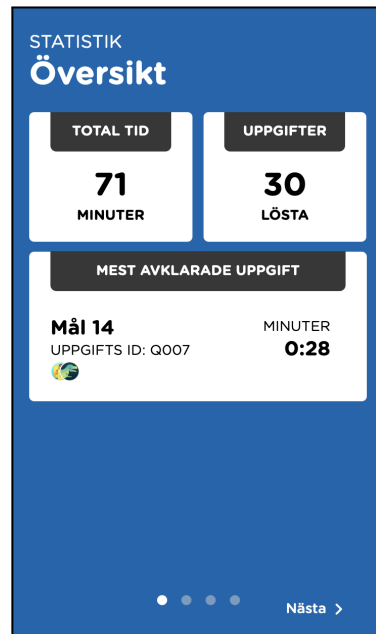 STATISTIK
Översikt
TOTAL TID
71
MINUTER
UPPGIFTER
30
LÖSTA
MEST AVKLARADE UPPGIFT
Mål 14
UPPGIFTS ID: Q007
MINUTER
0:28
Nästa >